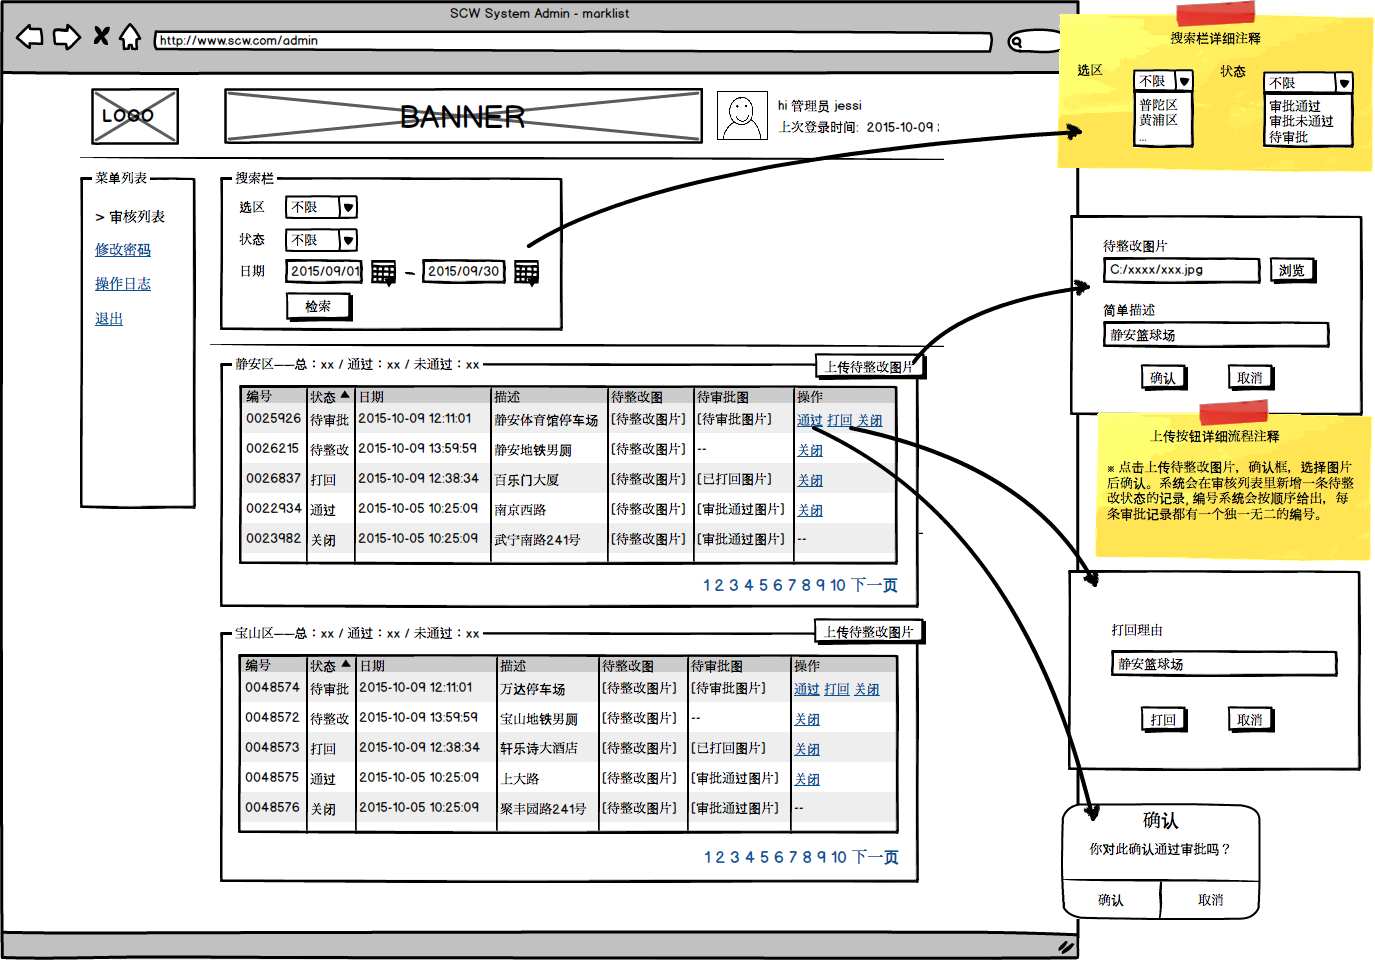 SCW System Admin - marklist
http://www.scw.com/admin
LOGO
BANNER
hi 管理员 jessi
上次登录时间: 2015-10-09 :
菜单列表
> 审核列表
修改密码
操作日志
退出
搜索栏
选区 不限
状态 不限
日期 2015/09/01 – 2015/09/30
检索
静安区——总：xx / 通过：xx / 未通过：xx
上传待整改图片
编号 状态 日期 描述 待整改图 待审批图 操作
0025926 待审批 2015-10-09 12:11:01 静安体育馆停车场 [待整改图片] [待审批图片] 通过 打回 关闭
0026215 待整改 2015-10-09 13:59:59 静安地铁男厕 [待整改图片] -- 关闭
0026837 打回 2015-10-09 12:38:34 百乐门大厦 [待整改图片] [已打回图片] 关闭
0022934 通过 2015-10-05 10:25:09 南京西路 [待整改图片] [审批通过图片] 关闭
0023982 关闭 2015-10-05 10:25:09 武宁南路241号 [待整改图片] [审批通过图片] --
1 2 3 4 5 6 7 8 9 10 下一页
宝山区——总：xx / 通过：xx / 未通过：xx
上传待整改图片
编号 状态 日期 描述 待整改图 待审批图 操作
0048574 待审批 2015-10-09 12:11:01 万达停车场 [待整改图片] [待审批图片] 通过 打回 关闭
0048572 待整改 2015-10-09 13:59:59 宝山地铁男厕 [待整改图片] -- 关闭
0048573 打回 2015-10-09 12:38:34 轩乐诗大酒店 [待整改图片] [已打回图片] 关闭
0048575 通过 2015-10-05 10:25:09 上大路 [待整改图片] [审批通过图片] 关闭
0048576 关闭 2015-10-05 10:25:09 聚丰园路241号 [待整改图片] [审批通过图片] --
1 2 3 4 5 6 7 8 9 10 下一页
搜索栏详细注释
选区 不限
普陀区
黄浦区
...
状态 不限
审批通过
审批未通过
待审批
待整改图片
C:/xxxx/xxx.jpg 浏览
简单描述
静安篮球场
确认 取消
上传按钮详细流程注释
※ 点击上传待整改图片，确认框，选择图片
后确认。系统会在审核列表里新增一条待整
改状态的记录, 编号系统会按顺序给出，每
条审批记录都有一个独一无二的编号。
打回理由
静安篮球场
打回 取消
确认
你对此确认通过审批吗？
确认 取消